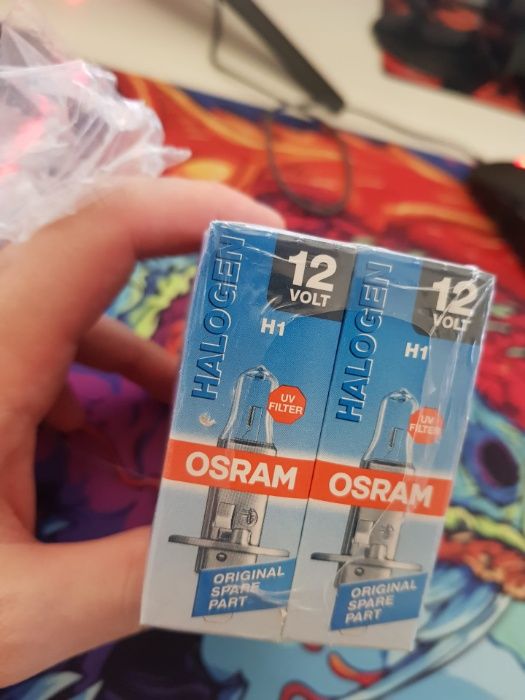 HALOGEN
12
VOLT
H1
UV
FILTER
OSRAM
ORIGINAL
SPARE
PART
HALOGEN
12
VOLT
H1
UV
FILTER
OSRAM
ORIGINAL
SPARE
PART